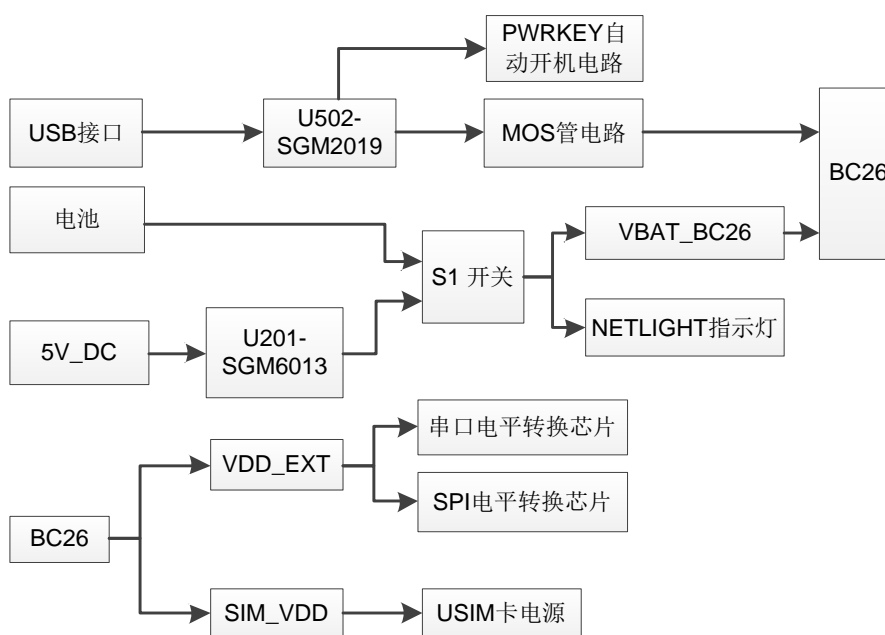 PWRKEY自
动开机电路
USB接口
U502-
SGM2019
MOS管电路
BC26
电池
S1 开关
VBAT_BC26
NETLIGHT指示灯
5V_DC
U201-
SGM6013
串口电平转换芯片
VDD_EXT
SPI电平转换芯片
BC26
SIM_VDD
USIM卡电源